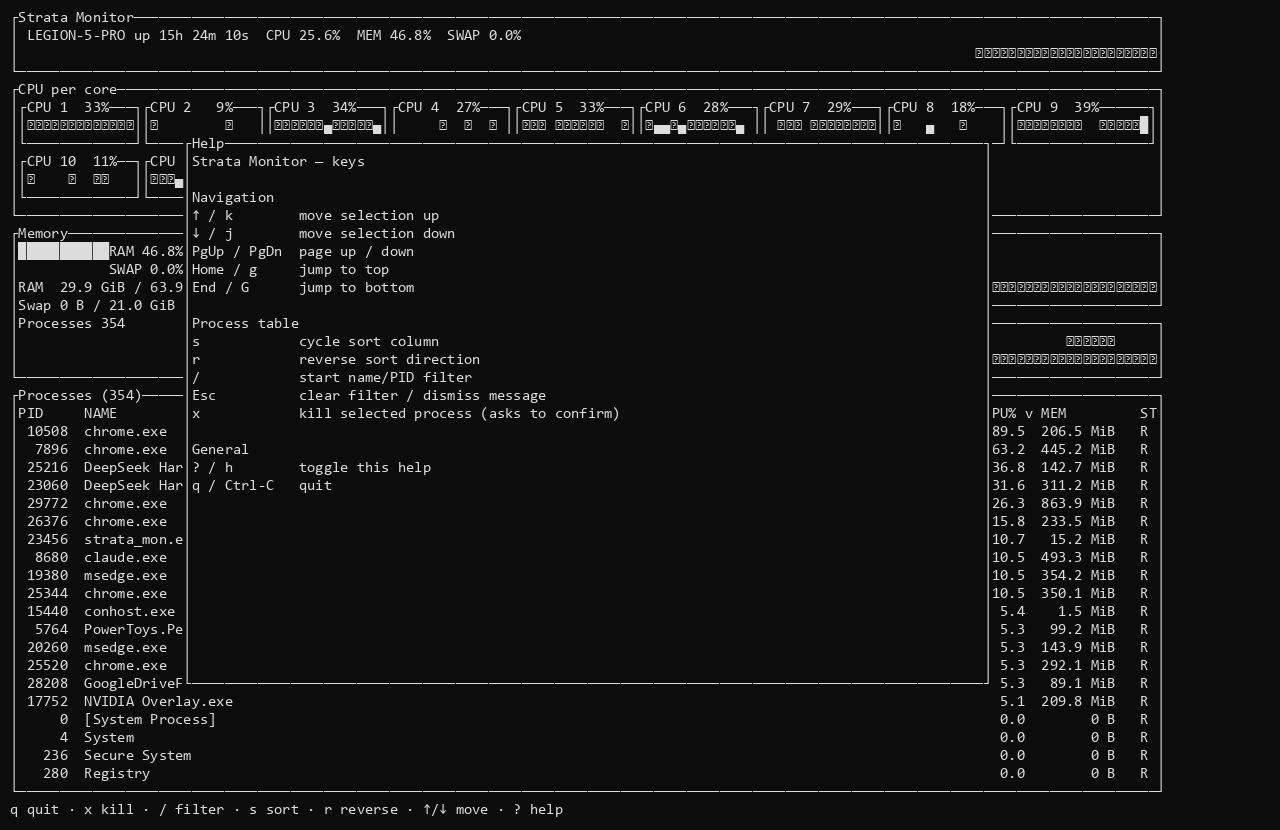 Strata Monitor
LEGION-5-PRO up 15h 24m 10s  CPU 25.6%  MEM 46.8%  SWAP 0.0%
CPU per core
CPU 1  33%  CPU 2   9%  CPU 3  34%  CPU 4  27%  CPU 5  33%  CPU 6  28%  CPU 7  29%  CPU 8  18%  CPU 9  39%
Help
CPU 10  11%  CPU  Strata Monitor — keys
Navigation
↑ / k        move selection up
Memory  ↓ / j        move selection down
RAM 46.8%  PgUp / PgDn  page up / down
SWAP 0.0%  Home / g     jump to top
RAM  29.9 GiB / 63.9  End / G      jump to bottom
Swap 0 B / 21.0 GiB
Processes 354  Process table
s            cycle sort column
r            reverse sort direction
/            start name/PID filter
Processes (354)  Esc          clear filter / dismiss message
PID     NAME  x            kill selected process (asks to confirm)  PU% v MEM         ST
10508  chrome.exe  89.5  206.5 MiB   R
7896  chrome.exe  General  63.2  445.2 MiB   R
25216  DeepSeek Har  ? / h        toggle this help  36.8  142.7 MiB   R
23060  DeepSeek Har  q / Ctrl-C   quit  31.6  311.2 MiB   R
29772  chrome.exe  26.3  863.9 MiB   R
26376  chrome.exe  15.8  233.5 MiB   R
23456  strata_mon.e  10.7   15.2 MiB   R
8680  claude.exe  10.5  493.3 MiB   R
19380  msedge.exe  10.5  354.2 MiB   R
25344  chrome.exe  10.5  350.1 MiB   R
15440  conhost.exe  5.4    1.5 MiB   R
5764  PowerToys.Pe  5.3   99.2 MiB   R
20260  msedge.exe  5.3  143.9 MiB   R
25520  chrome.exe  5.3  292.1 MiB   R
28208  GoogleDriveF  5.3   89.1 MiB   R
17752  NVIDIA Overlay.exe  5.1  209.8 MiB   R
0  [System Process]  0.0        0 B   R
4  System  0.0        0 B   R
236  Secure System  0.0        0 B   R
280  Registry  0.0        0 B   R
q quit · x kill · / filter · s sort · r reverse · ↑/↓ move · ? help